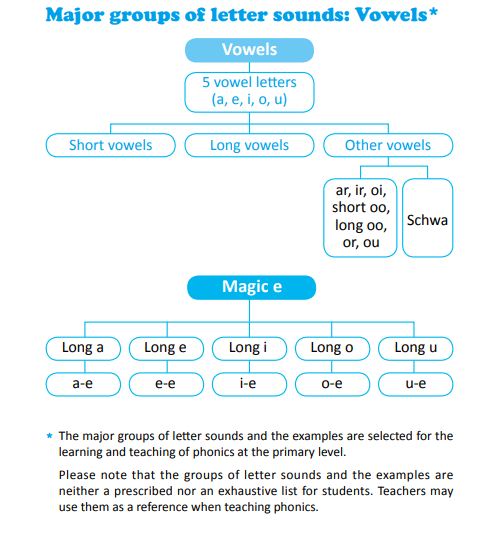 Major groups of letter sounds: Vowels*
Vowels
5 vowel letters
(a, e, i, o, u)
Short vowels
Long vowels
Other vowels
ar, ir, oi,
short oo,
long oo,
or, ou
Schwa
Magic e
Long a
Long e
Long i
Long o
Long u
a-e
e-e
i-e
o-e
u-e
* The major groups of letter sounds and the examples are selected for the
learning and teaching of phonics at the primary level.
Please note that the groups of letter sounds and the examples are
neither a prescribed nor an exhaustive list for students. Teachers may
use them as a reference when teaching phonics.